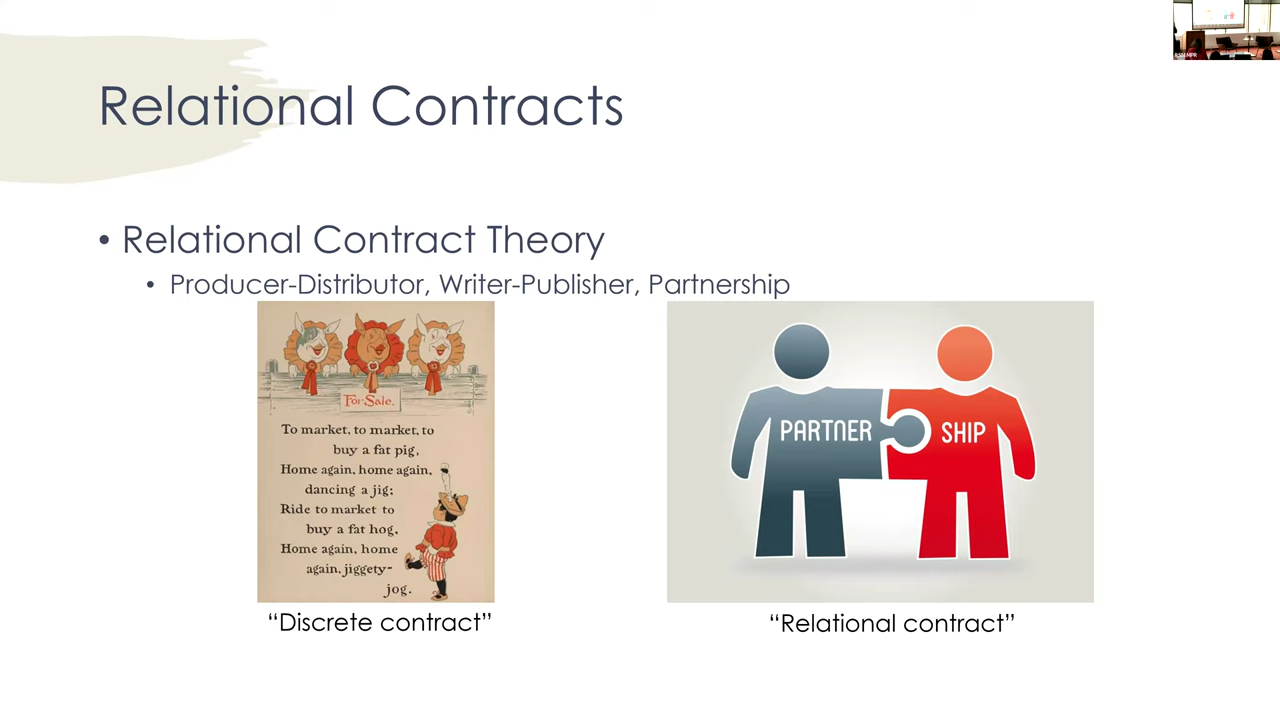 Relational Contracts
• Relational Contract Theory
• Producer-Distributor, Writer-Publisher, Partnership
For Sale.
To market, to market, to
buy a fat pig,
Home again, home again,
dancing a jig;
Ride to market to
buy a fat hog,
Home again, home
again, jiggety-
jog.
PARTNER SHIP
“Discrete contract”
“Relational contract”
RSM MPR